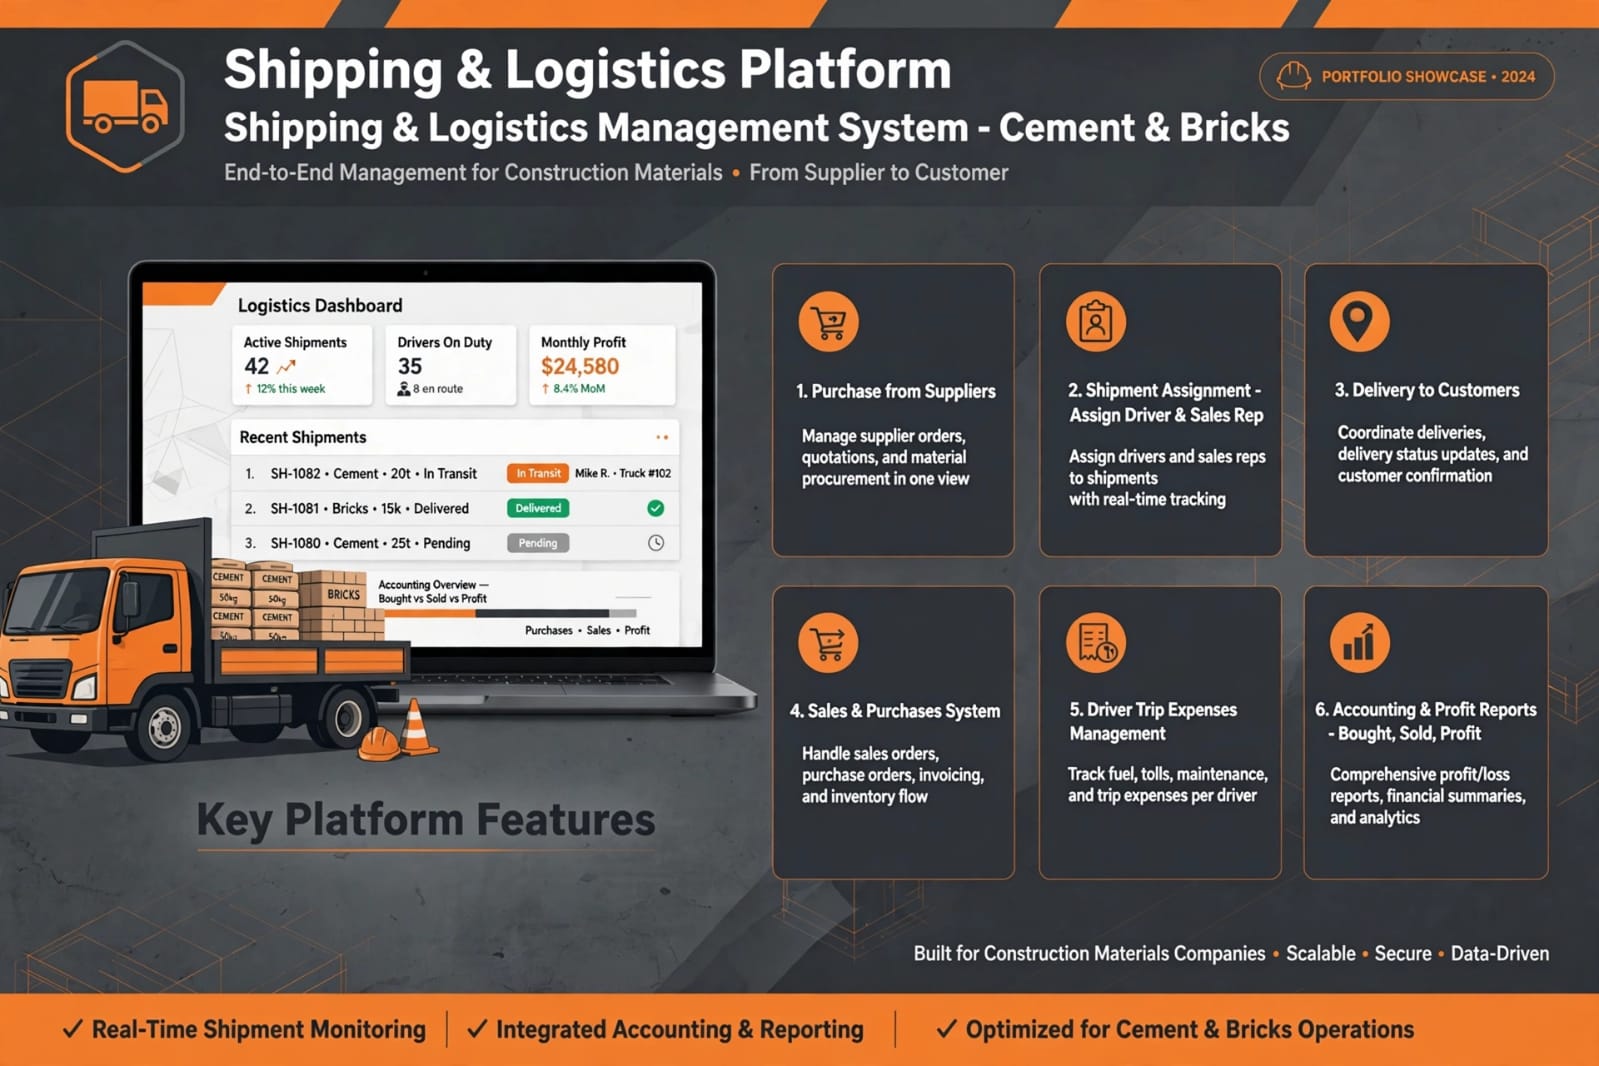 Shipping & Logistics Platform
PORTFOLIO SHOWCASE • 2024
Shipping & Logistics Management System - Cement & Bricks
End-to-End Management for Construction Materials • From Supplier to Customer
Logistics Dashboard
Active Shipments
42
↑ 12% this week
Drivers On Duty
35
8 en route
Monthly Profit
$24,580
↑ 8.4% MoM
Recent Shipments
1. SH-1082 • Cement • 20t • In Transit In Transit Mike R. • Truck #102
2. SH-1081 • Bricks • 15k • Delivered Delivered
3. SH-1080 • Cement • 25t • Pending Pending
Accounting Overview —
Bought vs Sold vs Profit
Purchases • Sales • Profit
CEMENT CEMENT
50kg 50kg
CEMENT CEMENT
50kg 50kg
BRICKS
Key Platform Features
1. Purchase from Suppliers
Manage supplier orders,
quotations, and material
procurement in one view
2. Shipment Assignment -
Assign Driver & Sales Rep
Assign drivers and sales reps
to shipments
with real-time tracking
3. Delivery to Customers
Coordinate deliveries,
delivery status updates, and
customer confirmation
4. Sales & Purchases System
Handle sales orders,
purchase orders, invoicing,
and inventory flow
5. Driver Trip Expenses
Management
Track fuel, tolls, maintenance,
and trip expenses per driver
6. Accounting & Profit Reports
- Bought, Sold, Profit
Comprehensive profit/loss
reports, financial summaries,
and analytics
Built for Construction Materials Companies • Scalable • Secure • Data-Driven
✓ Real-Time Shipment Monitoring
✓ Integrated Accounting & Reporting
✓ Optimized for Cement & Bricks Operations